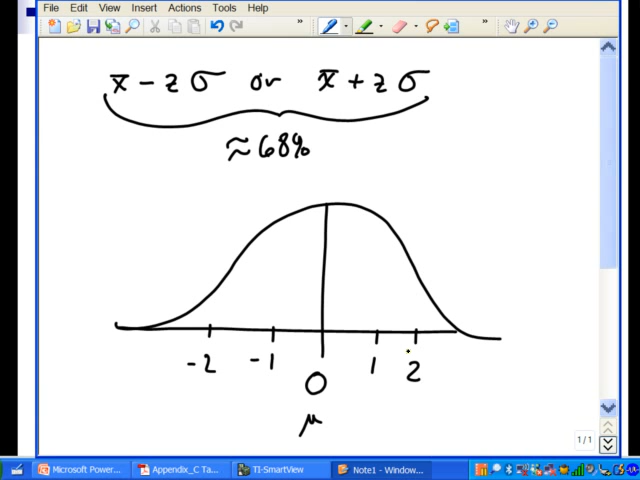 File Edit View Insert Actions Tools Help
x̄ - z σ or x̄ + z σ
≈ 68%
-2 -1 1 2
0
μ
1/1
Microsoft Power... Appendix_C Ta... TI-SmartView Note1 - Window...